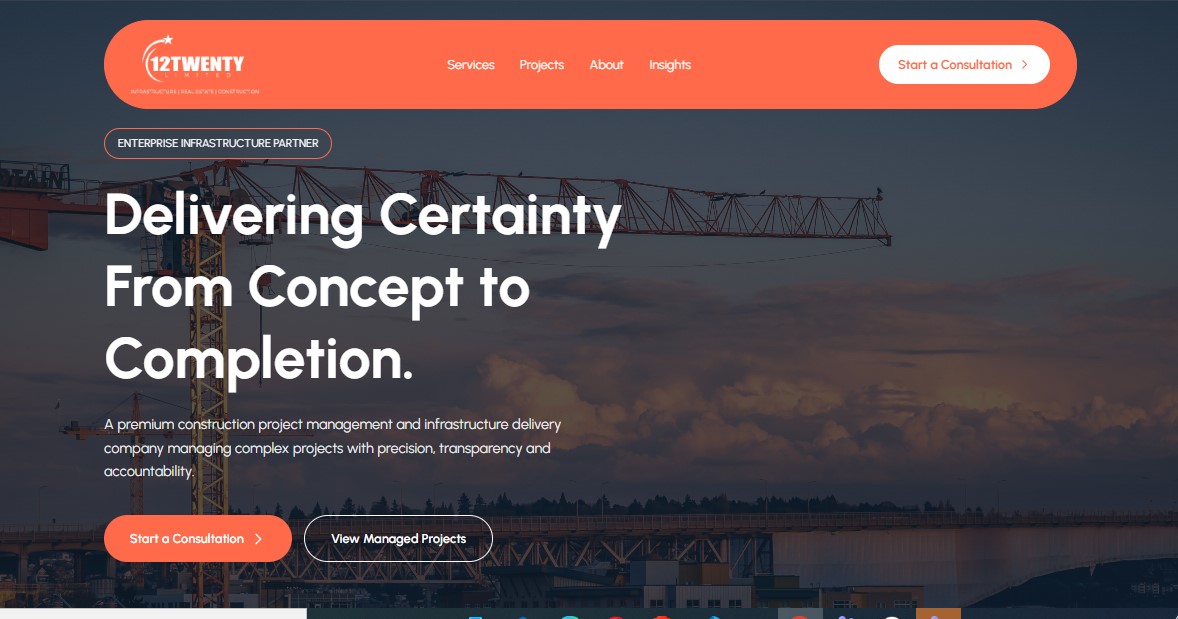 12TWENTY
LIMITED
INFRASTRUCTURE | REAL ESTATE | CONSTRUCTION
Services
Projects
About
Insights
Start a Consultation
ENTERPRISE INFRASTRUCTURE PARTNER
Delivering Certainty
From Concept to
Completion.
A premium construction project management and infrastructure delivery
company managing complex projects with precision, transparency and
accountability.
Start a Consultation
View Managed Projects